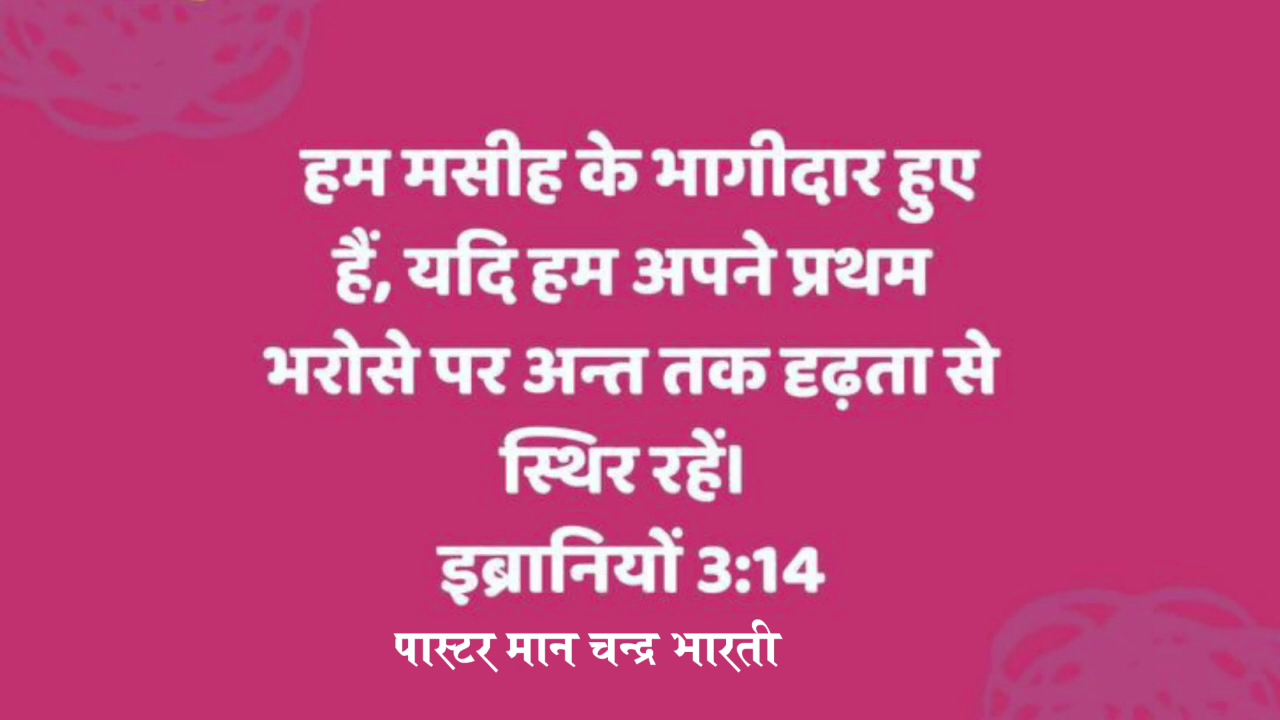 हम मसीह के भागीदार हुए
हैं, यदि हम अपने प्रथम
भरोसे पर अन्त तक दृढ़ता से
स्थिर रहें।
इब्रानियों 3:14
पास्टर मान चन्द्र भारती